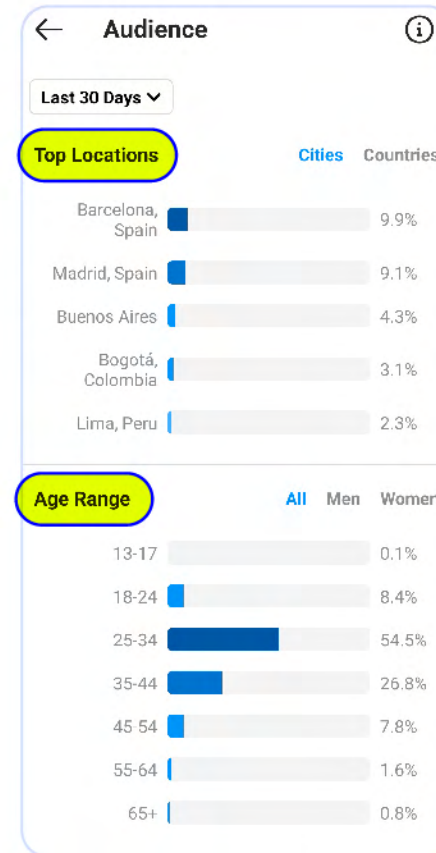 Audience
Last 30 Days
Top Locations Cities Countries
Barcelona,
Spain 9.9%
Madrid, Spain 9.1%
Buenos Aires 4.3%
Bogotá,
Colombia 3.1%
Lima, Peru 2.3%
Age Range All Men Women
13-17 0.1%
18-24 8.4%
25-34 54.5%
35-44 26.8%
45-54 7.8%
55-64 1.6%
65+ 0.8%